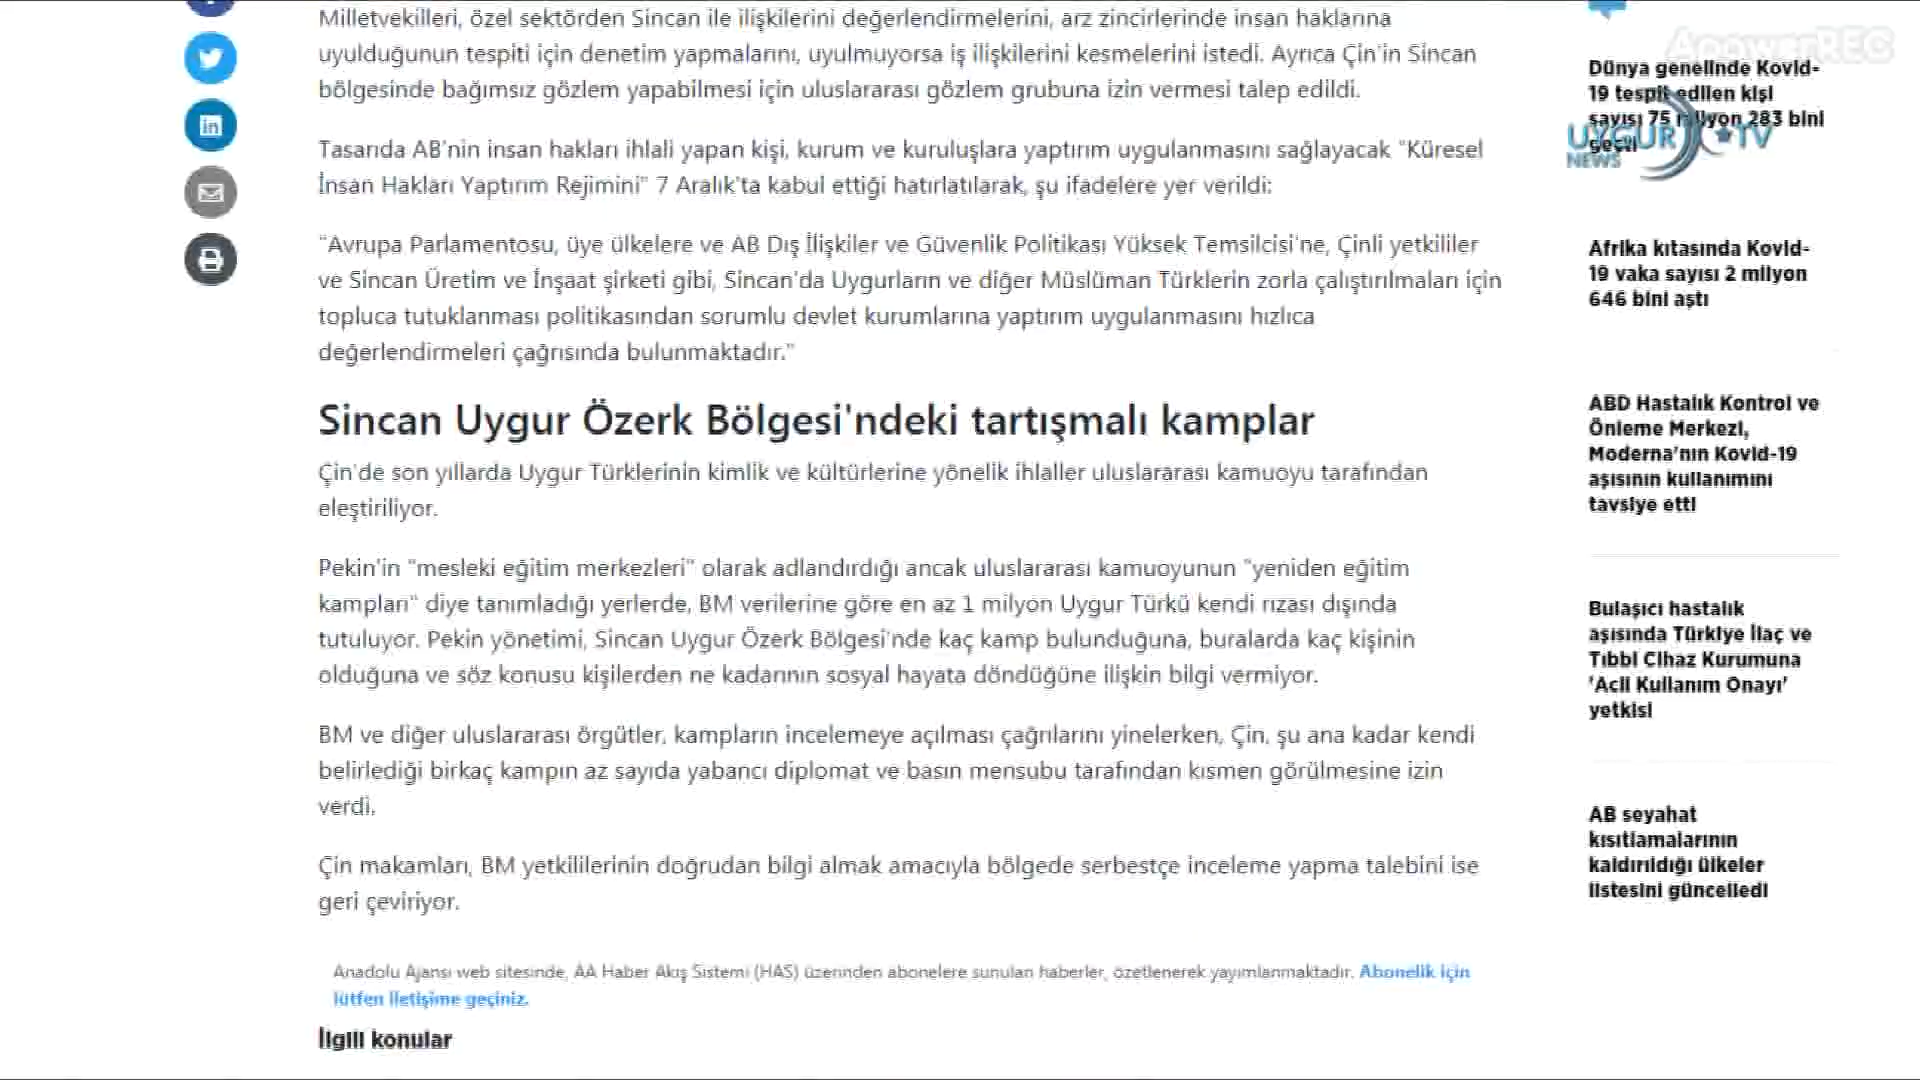 Milletvekilleri, özel sektörden Sincan ile ilişkilerini değerlendirmelerini, arz zincirlerinde insan haklarına
uyulduğunun tespiti için denetim yapmalarını, uyulmuyorsa iş ilişkilerini kesmelerini istedi. Ayrıca Çin'in Sincan
bölgesinde bağımsız gözlem yapabilmesi için uluslararası gözlem grubuna izin vermesi talep edildi.
Tasarıda AB'nin insan hakları ihlali yapan kişi, kurum ve kuruluşlara yaptırım uygulanmasını sağlayacak "Küresel
İnsan Hakları Yaptırım Rejimini" 7 Aralık'ta kabul ettiği hatırlatılarak, şu ifadelere yer verildi:
"Avrupa Parlamentosu, üye ülkelere ve AB Dış İlişkiler ve Güvenlik Politikası Yüksek Temsilcisi'ne, Çinli yetkililer
ve Sincan Üretim ve İnşaat şirketi gibi, Sincan'da Uygurların ve diğer Müslüman Türklerin zorla çalıştırılmaları için
topluca tutuklanması politikasından sorumlu devlet kurumlarına yaptırım uygulanmasını hızlıca
değerlendirmeleri çağrısında bulunmaktadır."
Sincan Uygur Özerk Bölgesi'ndeki tartışmalı kamplar
Çin'de son yıllarda Uygur Türklerinin kimlik ve kültürlerine yönelik ihlaller uluslararası kamuoyu tarafından
eleştiriliyor.
Pekin'in "mesleki eğitim merkezleri" olarak adlandırdığı ancak uluslararası kamuoyunun "yeniden eğitim
kampları" diye tanımladığı yerlerde, BM verilerine göre en az 1 milyon Uygur Türkü kendi rızası dışında
tutuluyor. Pekin yönetimi, Sincan Uygur Özerk Bölgesi'nde kaç kamp bulunduğuna, buralarda kaç kişinin
olduğuna ve söz konusu kişilerden ne kadarının sosyal hayata döndüğüne ilişkin bilgi vermiyor.
BM ve diğer uluslararası örgütler, kampların incelemeye açılması çağrılarını yinelerken, Çin, şu ana kadar kendi
belirlediği birkaç kampın az sayıda yabancı diplomat ve basın mensubu tarafından kısmen görülmesine izin
verdi.
Çin makamları, BM yetkililerinin doğrudan bilgi almak amacıyla bölgede serbestçe inceleme yapma talebini ise
geri çeviriyor.
Anadolu Ajansı web sitesinde, AA Haber Akış Sistemi (HAS) üzerinden abonelere sunulan haberler, özetlenerek yayımlanmaktadır. Abonelik için
lütfen iletişime geçiniz.
İlgili konular
ApowerREC
Dünya genelinde Kovid-
19 tespit edilen kişi
sayısı 75 milyon 283 bini
geçti
UYGUR TV
NEWS
Afrika kıtasında Kovid-
19 vaka sayısı 2 milyon
646 bini aştı
ABD Hastalık Kontrol ve
Önleme Merkezi,
Moderna'nın Kovid-19
aşısının kullanımını
tavsiye etti
Bulaşıcı hastalık
aşısında Türkiye İlaç ve
Tıbbi Cihaz Kurumuna
'Acil Kullanım Onayı'
yetkisi
AB seyahat
kısıtlamalarının
kaldırıldığı ülkeler
listesini güncelledi